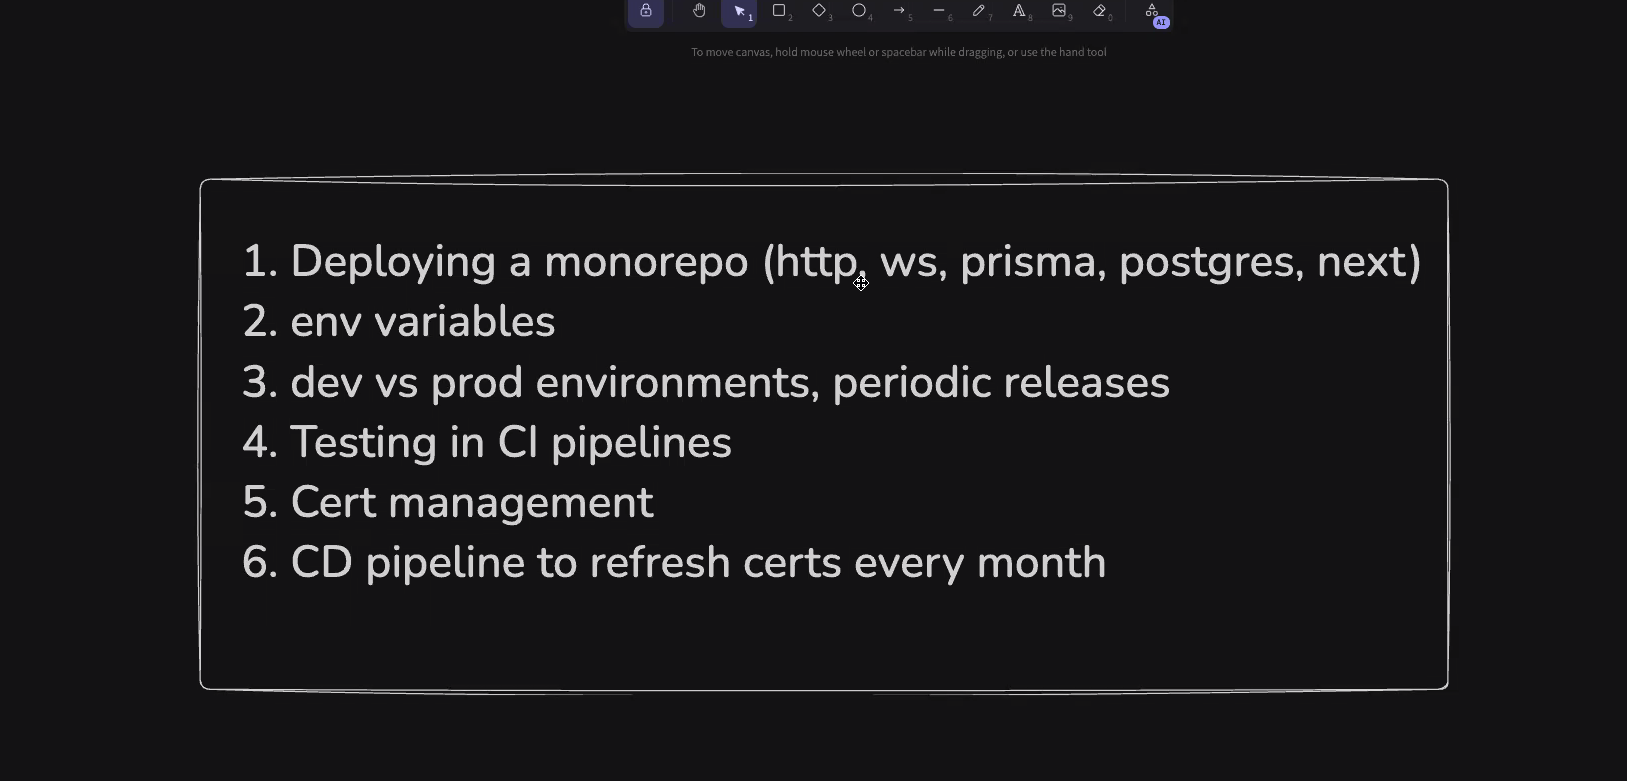 1
2
3
4
5
6
7
8
9
0
AI
To move canvas, hold mouse wheel or spacebar while dragging, or use the hand tool
1. Deploying a monorepo (http, ws, prisma, postgres, next)
2. env variables
3. dev vs prod environments, periodic releases
4. Testing in CI pipelines
5. Cert management
6. CD pipeline to refresh certs every month